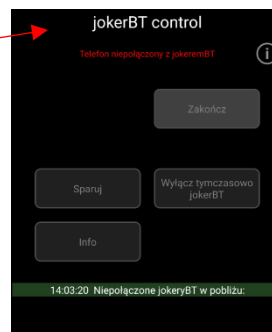 jokerBT control
Telefon niepołączony z jokeremBT
i
Zakończ
Sparuj
Wyłącz tymczasowo
jokerBT
Info
14:03:20 Niepołączone jokeryBT w pobliżu: